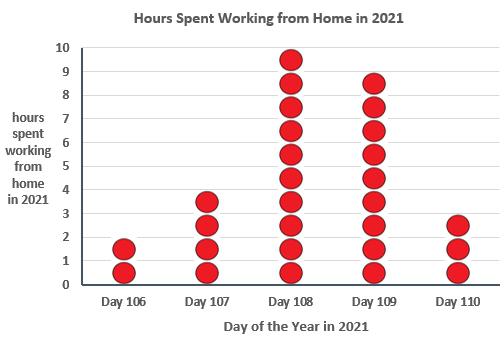 Hours Spent Working from Home in 2021
10
9
8
7
6
5
4
3
2
1
0
hours
spent
working
from
home
in 2021
Day 106 Day 107 Day 108 Day 109 Day 110
Day of the Year in 2021